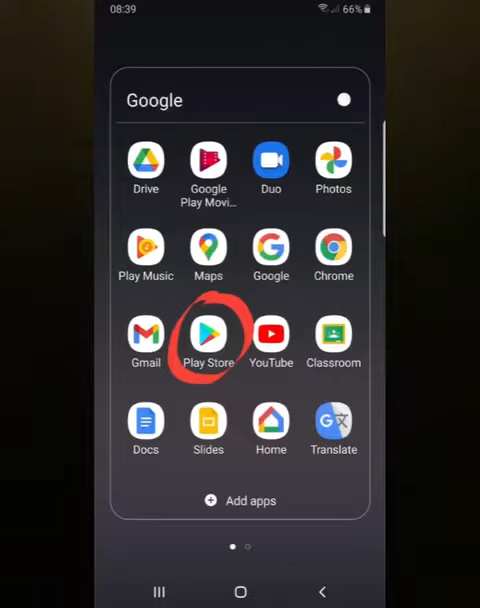 08:39 66%
Google
Drive Google Play Movi... Duo Photos
Play Music Maps Google Chrome
Gmail Play Store YouTube Classroom
Docs Slides Home Translate
Add apps